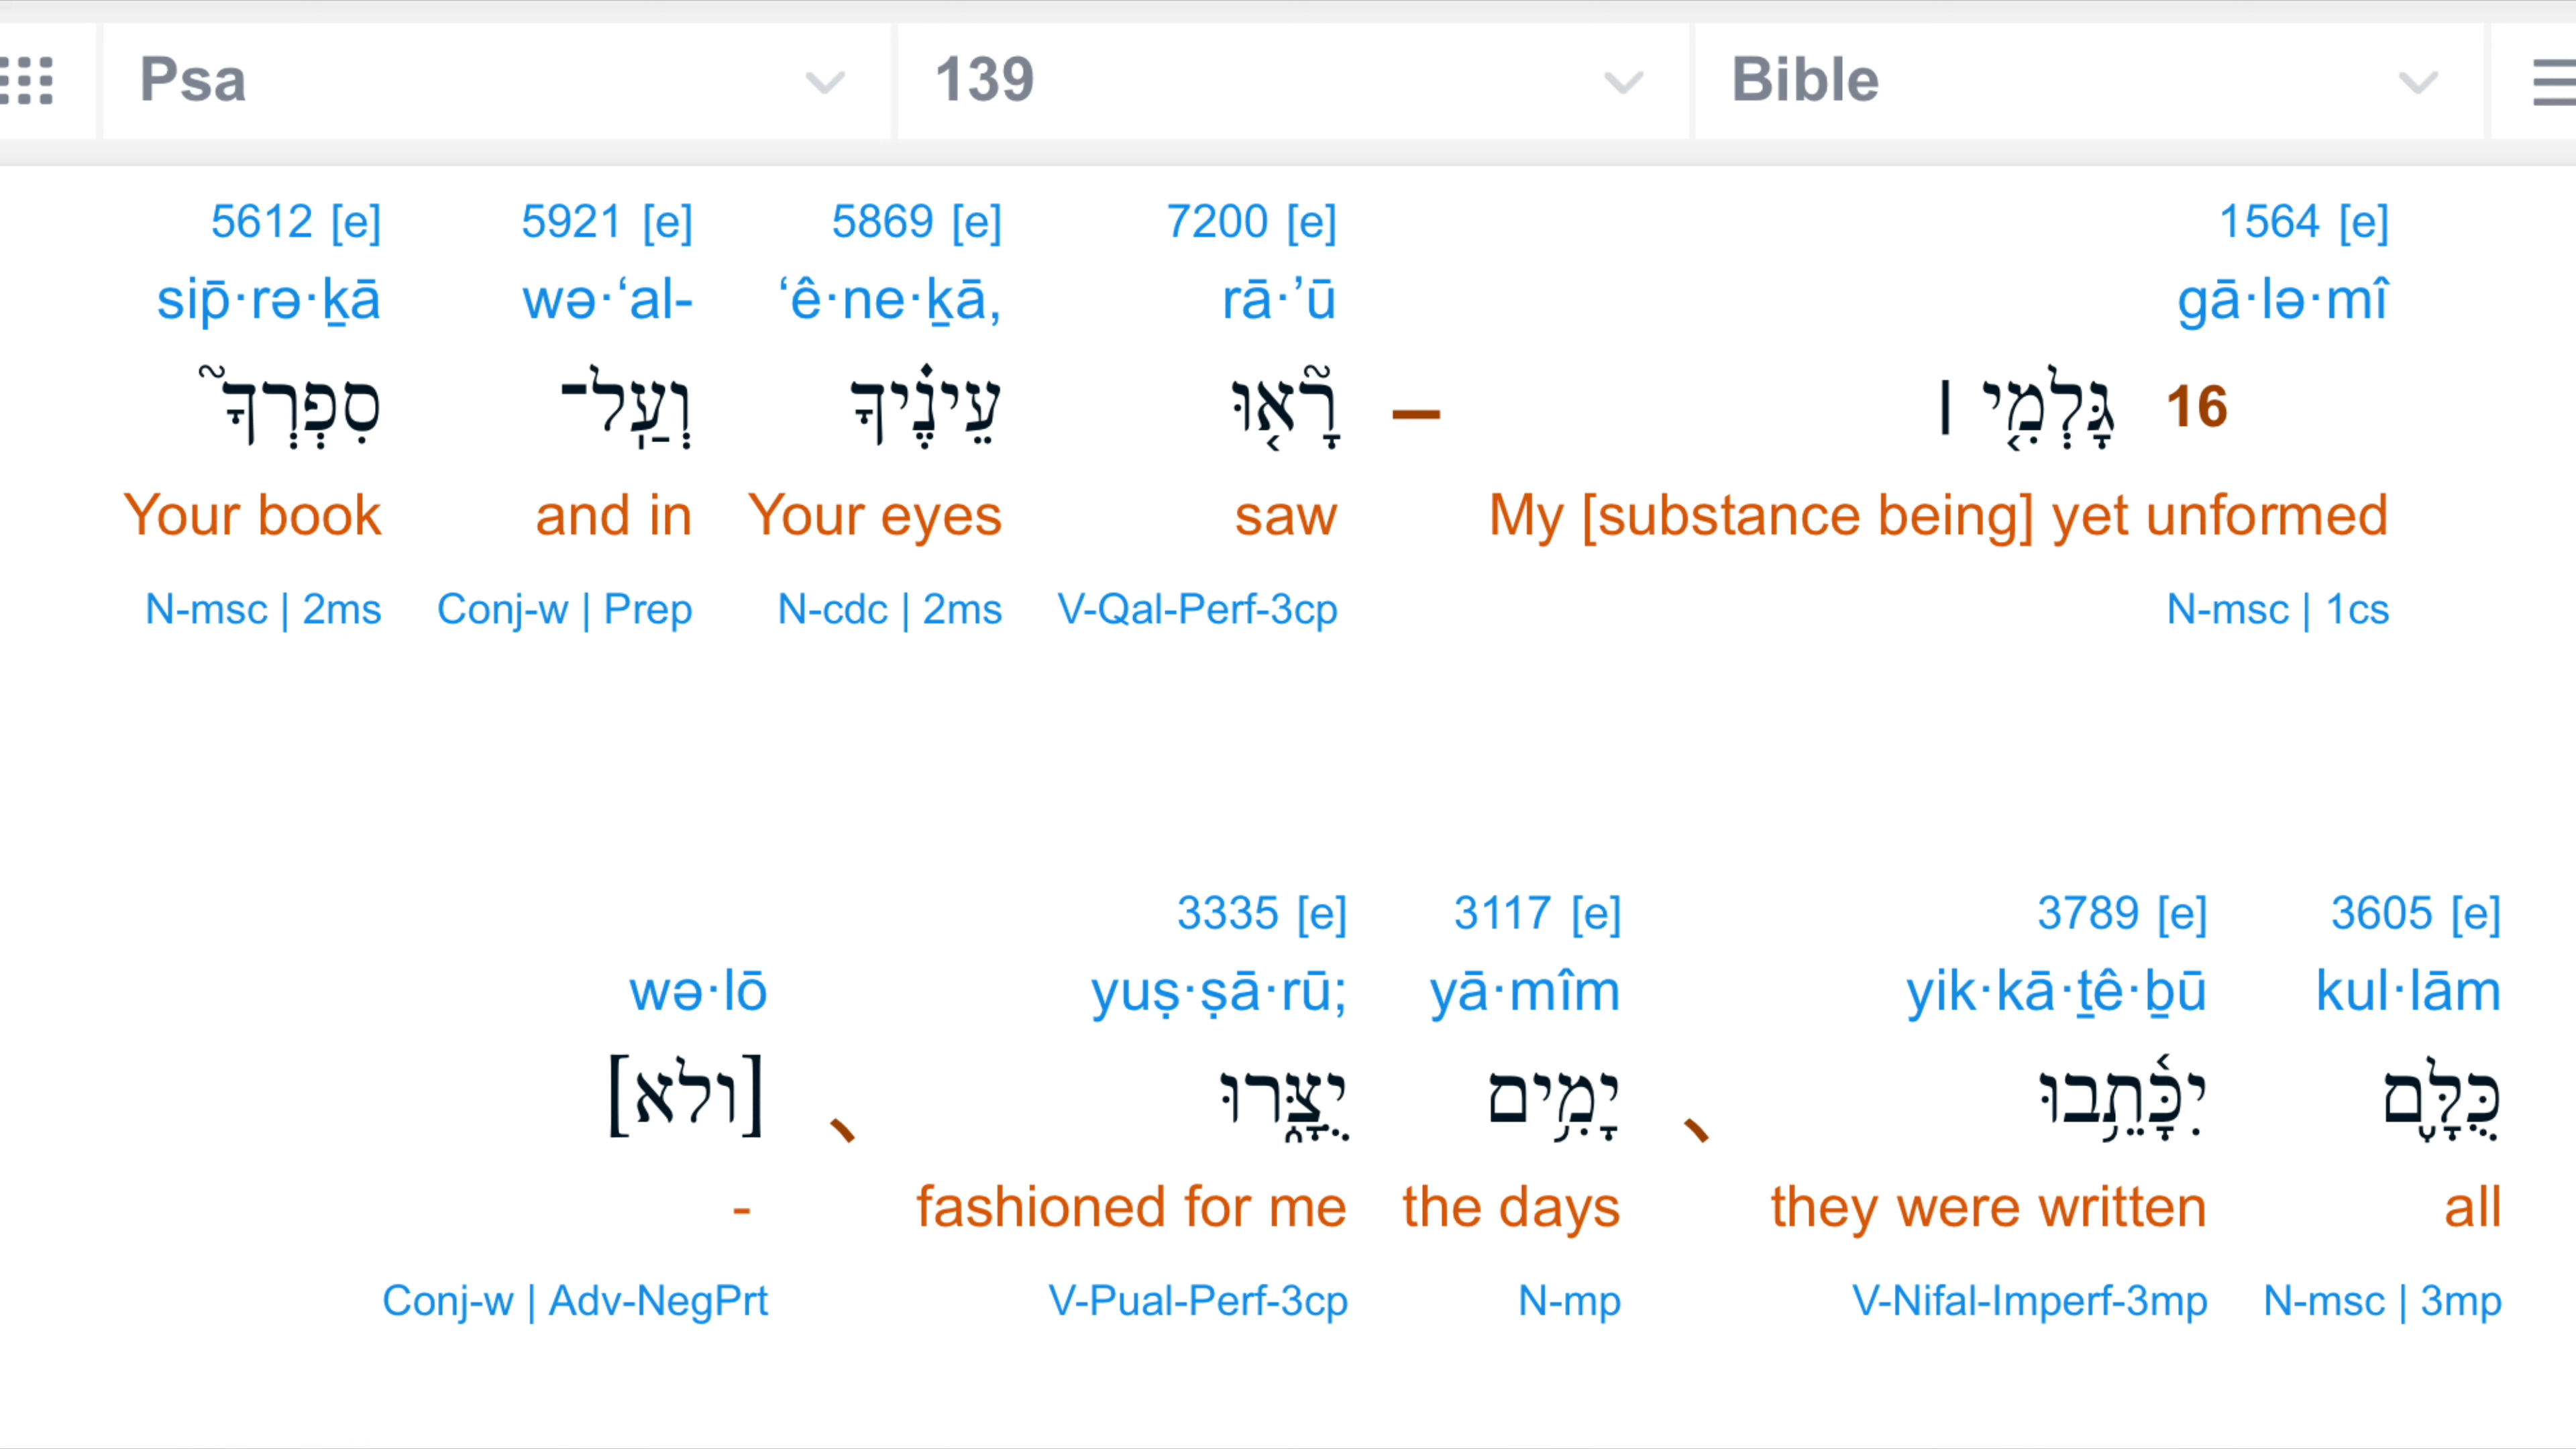 Psa 139 Bible
5612 [e] 5921 [e] 5869 [e] 7200 [e] 1564 [e]
sip̄·rə·ḵā wə·‘al- ‘ê·ne·ḵā, rā·’ū gā·lə·mî
16 גָּלְמִ֤י ׀ — רָ֘א֤וּ עֵינֶ֗יךָ וְעַֽל־ סִפְרְךָ֮
Your book and in Your eyes saw My [substance being] yet unformed
N-msc | 2ms Conj-w | Prep N-cdc | 2ms V-Qal-Perf-3cp N-msc | 1cs
3335 [e] 3117 [e] 3789 [e] 3605 [e]
wə·lō yuṣ·ṣā·rū; yā·mîm yik·kā·ṯê·ḇū kul·lām
כֻּלָּ֪ם יִכָּ֫תֵ֥בוּ 、 יָמִ֥ים יֻצָּ֑רוּ 、 [ולא]
- fashioned for me the days they were written all
Conj-w | Adv-NegPrt V-Pual-Perf-3cp N-mp V-Nifal-Imperf-3mp N-msc | 3mp